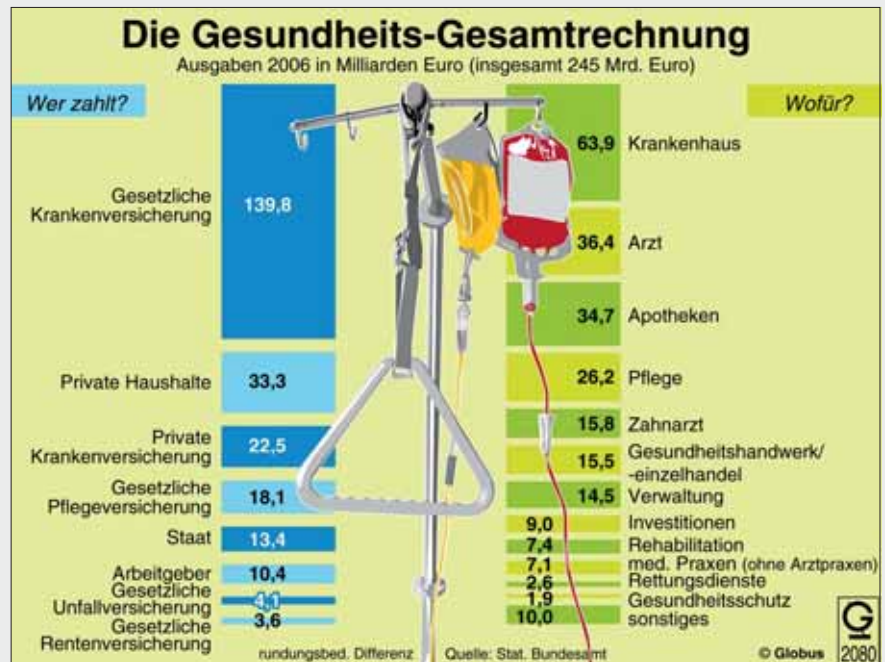 Die Gesundheits-Gesamtrechnung
Ausgaben 2006 in Milliarden Euro (insgesamt 245 Mrd. Euro)
Wer zahlt?
Gesetzliche
Krankenversicherung
139,8
Private Haushalte
33,3
Private
Krankenversicherung
22,5
Gesetzliche
Pflegeversicherung
18,1
Staat
13,4
Arbeitgeber
10,4
Gesetzliche
Unfallversicherung
4,1
Gesetzliche
Rentenversicherung
3,6
Wofür?
63,9 Krankenhaus
36,4 Arzt
34,7 Apotheken
26,2 Pflege
15,8 Zahnarzt
15,5 Gesundheitshandwerk/
-einzelhandel
14,5 Verwaltung
9,0 Investitionen
7,4 Rehabilitation
7,1 med. Praxen (ohne Arztpraxen)
2,6 Rettungsdienste
1,9 Gesundheitsschutz
10,0 sonstiges
rundungsbed. Differenz
Quelle: Stat. Bundesamt
© Globus
G
2080